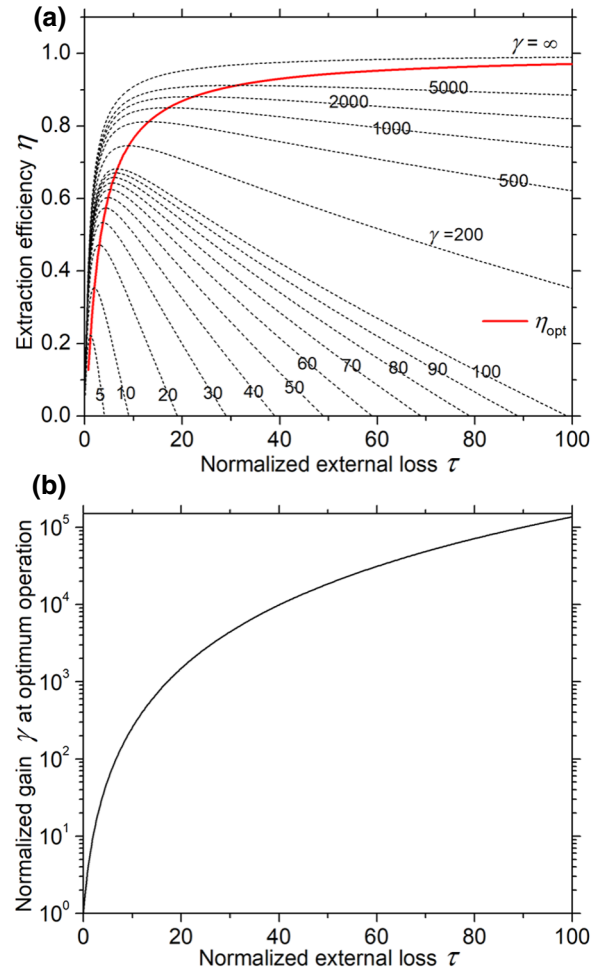 (a)
Extraction efficiency η
1.0
0.8
0.6
0.4
0.2
0.0
γ = ∞
5000
2000
1000
500
γ =200
η_opt
5 10 20 30 40 50 60 70 80 90 100
0 20 40 60 80 100
Normalized external loss τ
(b)
Normalized gain γ at optimum operation
10^5
10^4
10^3
10^2
10^1
10^0
0 20 40 60 80 100
Normalized external loss τ